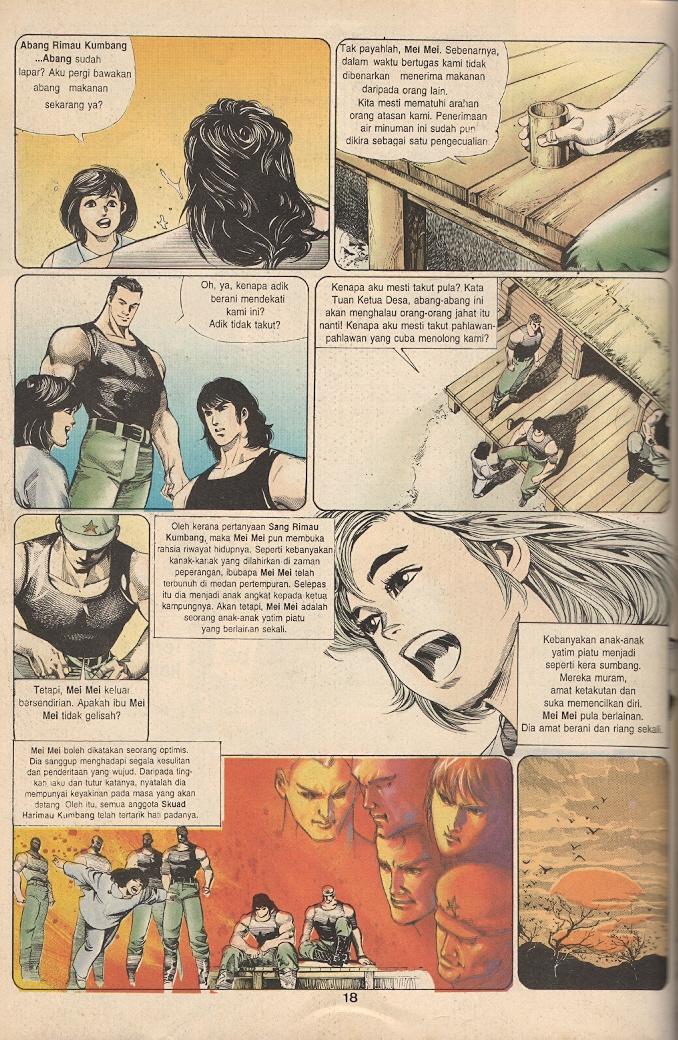 Abang Rimau Kumbang
...Abang sudah
lapar? Aku pergi bawakan
abang makanan
sekarang ya?
Tak payahlah, Mei Mei. Sebenarnya,
dalam waktu bertugas kami tidak
dibenarkan menerima makanan
daripada orang lain.
Kita mesti mematuhi arahan
orang atasan kami. Penerimaan
air minuman ini sudah pun
dikira sebagai satu pengecualian.
Oh, ya, kenapa adik
berani mendekati
kami ini?
Adik tidak takut?
Kenapa aku mesti takut pula? Kata
Tuan Ketua Desa, abang-abang ini
akan menghalau orang-orang jahat itu
nanti! Kenapa aku mesti takut pahlawan-
pahlawan yang cuba menolong kami?
Tetapi, Mei Mei keluar
bersendirian. Apakah ibu Mei
Mei tidak gelisah?
Oleh kerana pertanyaan Sang Rimau
Kumbang, maka Mei Mei pun membuka
rahsia riwayat hidupnya. Seperti kebanyakan
kanak-kanak yang dilahirkan di zaman
peperangan, ibubapa Mei Mei telah
terbunuh di medan pertempuran. Selepas
itu dia menjadi anak angkat kepada ketua
kampungnya. Akan tetapi, Mei Mei adalah
seorang anak-anak yatim piatu
yang berlainan sekali.
Kebanyakan anak-anak
yatim piatu menjadi
seperti kera sumbang.
Mereka muram,
amat ketakutan dan
suka memencilkan diri.
Mei Mei pula berlainan.
Dia amat berani dan riang sekali.
Mei Mei boleh dikatakan seorang optimis.
Dia sanggup menghadapi segala kesulitan
dan penderitaan yang wujud. Daripada ting-
kah laku dan tutur katanya, nyatalah dia
mempunyai keyakinan pada masa yang akan
datang. Oleh itu, semua anggota Skuad
Harimau Kumbang telah tertarik hati padanya.
18